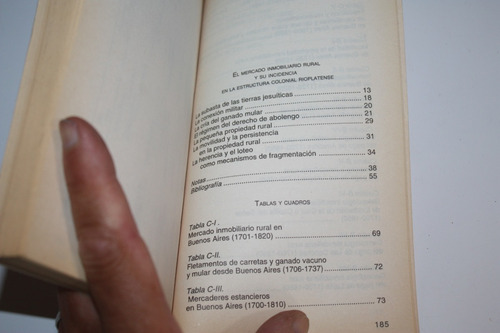 EL MERCADO INMOBILIARIO RURAL
Y SU INCIDENCIA
EN LA ESTRUCTURA COLONIAL RIOPLATENSE
La subasta de las tierras jesuíticas 13
La conexión militar 18
La cría del ganado mular 20
El régimen del derecho de abolengo 21
La pequeña propiedad rural 29
La movilidad y la persistencia
en la propiedad rural 31
La herencia y el loteo
como mecanismos de fragmentación 34
Notas 38
Bibliografía 55
TABLAS Y CUADROS
Tabla C-I.
Mercado inmobiliario rural en
Buenos Aires (1701-1820) 69
Tabla C-II.
Fletamentos de carretas y ganado vacuno
y mular desde Buenos Aires (1706-1737) 72
Tabla C-III.
Mercaderes estancieros
en Buenos Aires (1700-1810) 73
185